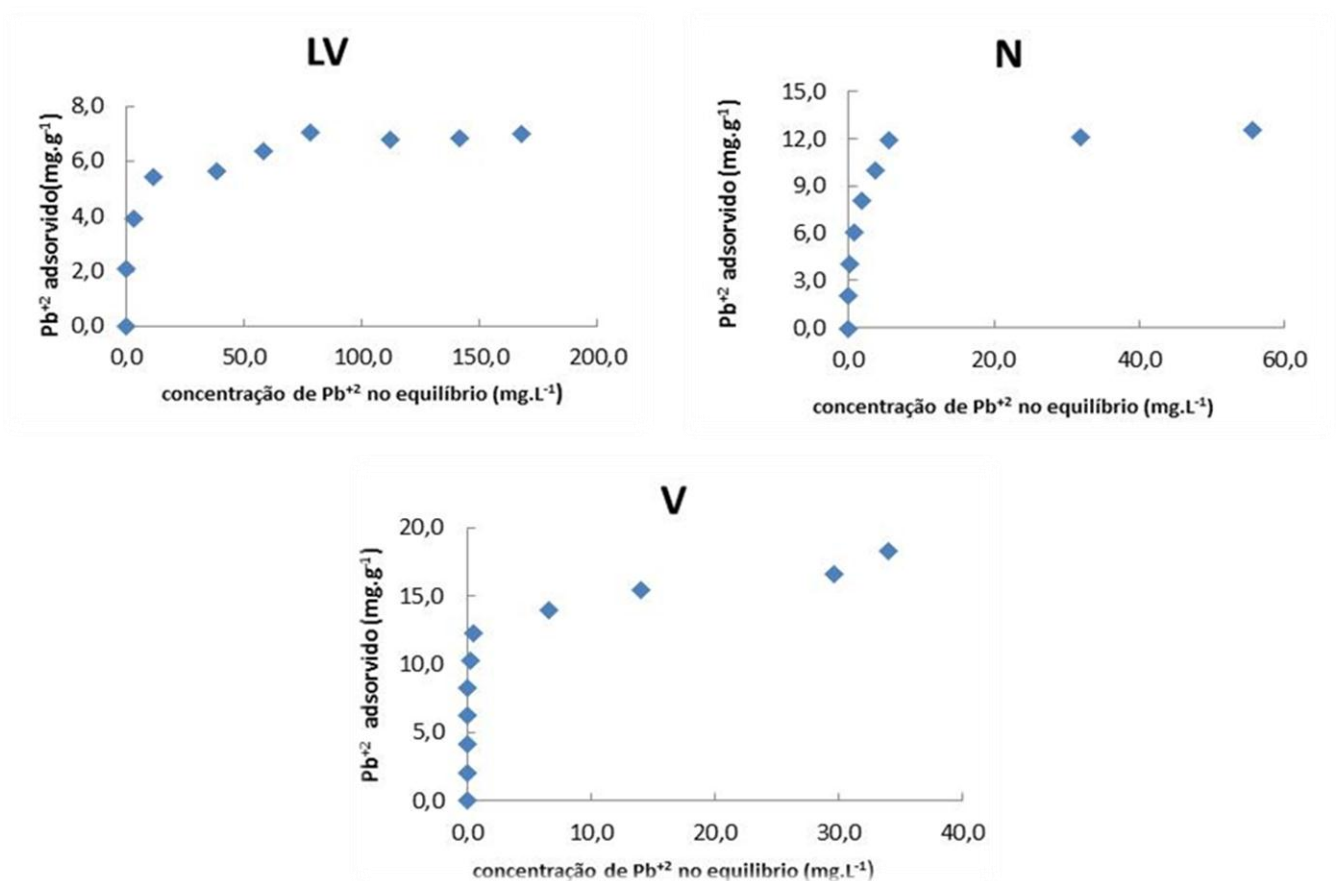 LV
8,0
6,0
4,0
2,0
0,0
Pb⁺² adsorvido(mg.g⁻¹)
0,0 50,0 100,0 150,0 200,0
concentração de Pb⁺² no equilíbrio (mg.L⁻¹)
N
15,0
12,0
9,0
6,0
3,0
0,0
Pb⁺² adsorvido (mg.g⁻¹)
0,0 20,0 40,0 60,0
concentração de Pb⁺² no equilíbrio (mg.L⁻¹)
V
20,0
15,0
10,0
5,0
0,0
Pb⁺² adsorvido (mg.g⁻¹)
0,0 10,0 20,0 30,0 40,0
concentração de Pb⁺² no equilibrio (mg.L⁻¹)